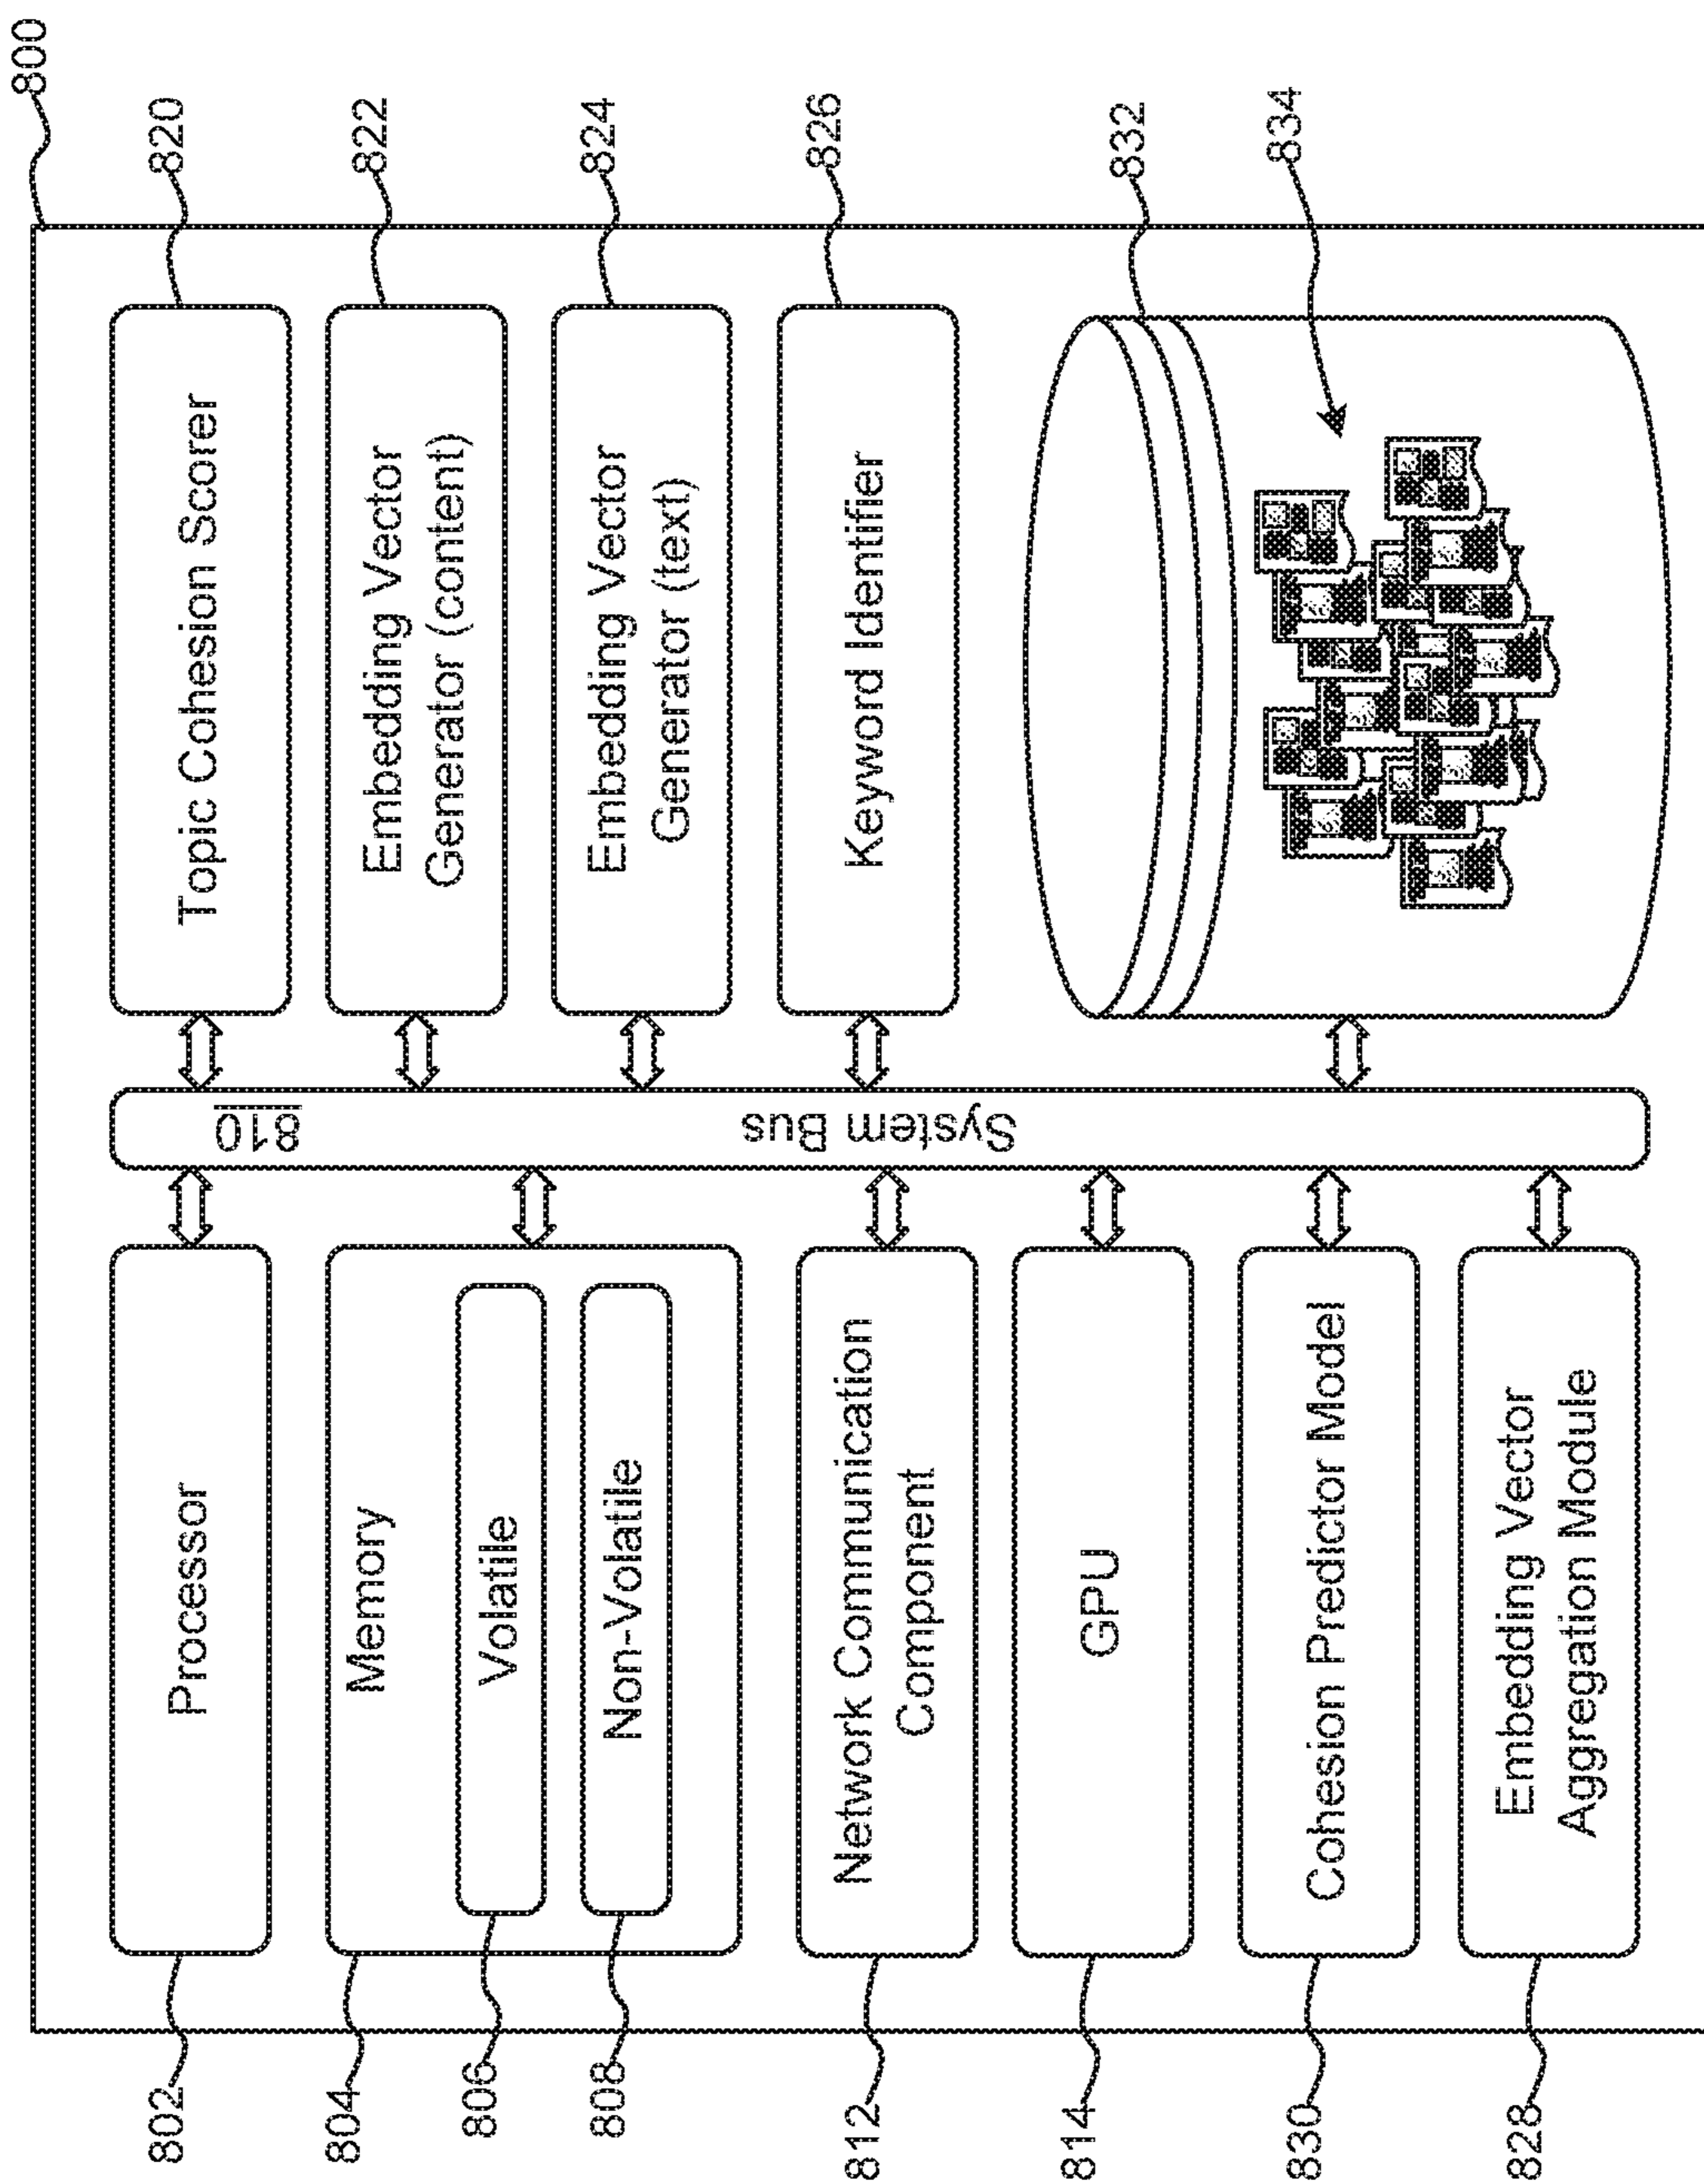 800
802
Processor
804
Memory
806
Volatile
808
Non-Volatile
812
Network Communication
Component
814
GPU
830
Cohesion Predictor Model
828
Embedding Vector
Aggregation Module
System Bus
810
Topic Cohesion Scorer
820
Embedding Vector
Generator (content)
822
Embedding Vector
Generator (text)
824
Keyword Identifier
826
832
834